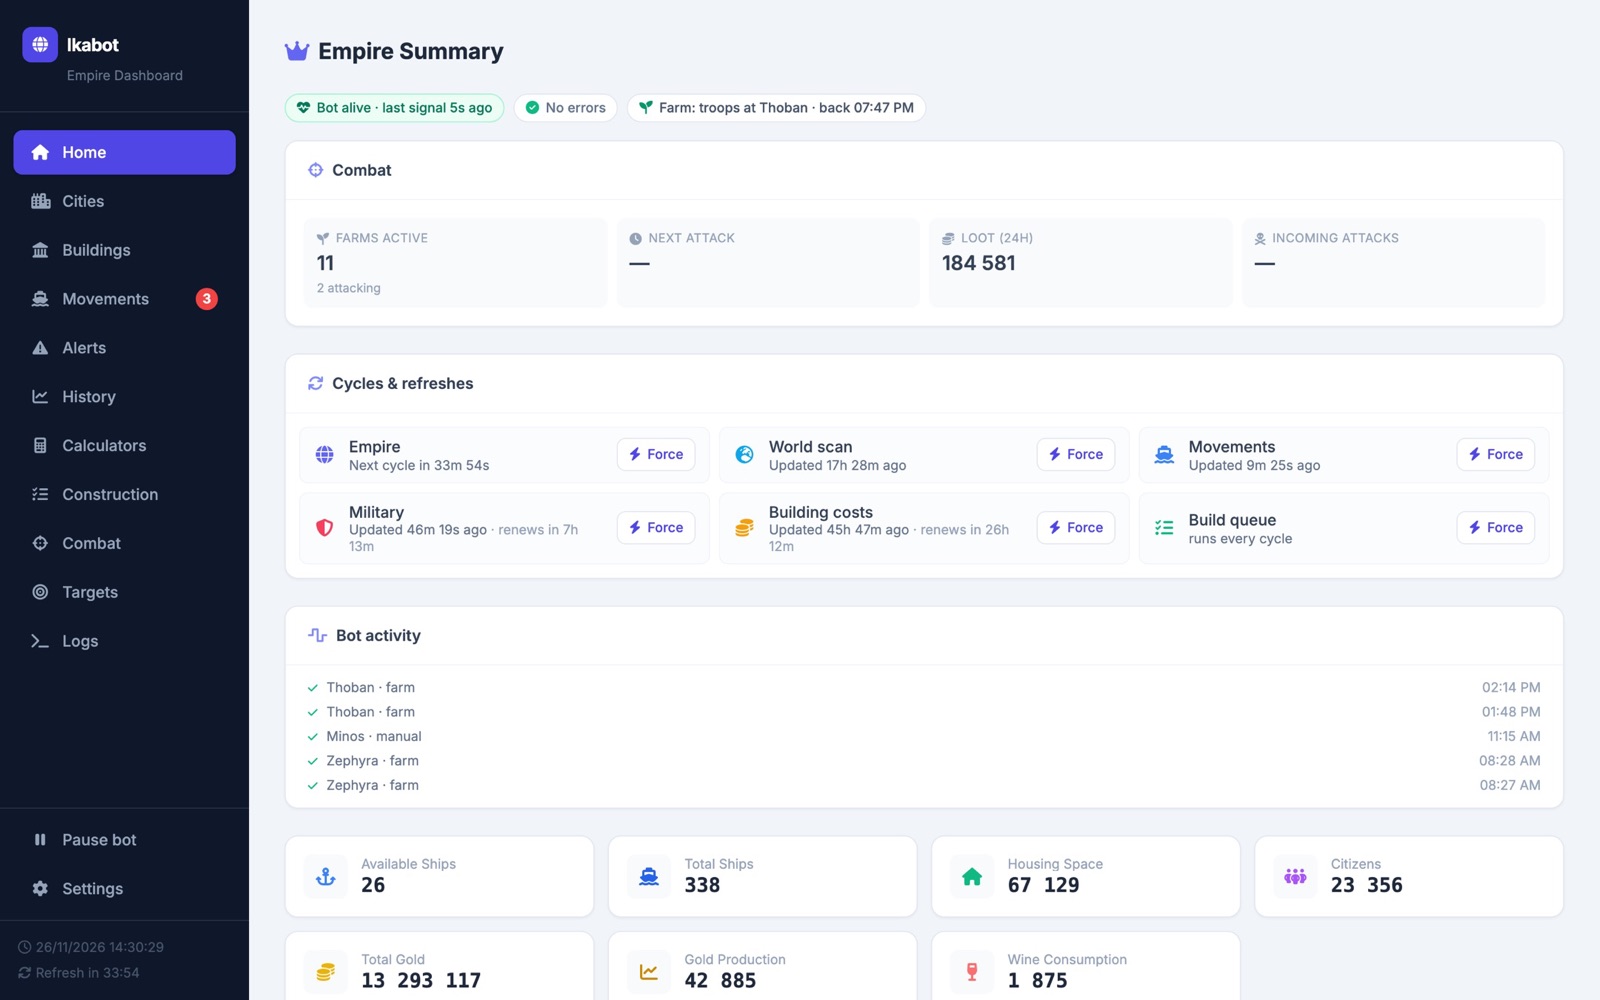 Ikabot
Empire Dashboard
Home
Cities
Buildings
Movements 3
Alerts
History
Calculators
Construction
Combat
Targets
Logs
Pause bot
Settings
26/11/2026 14:30:29
Refresh in 33:54
Empire Summary
Bot alive · last signal 5s ago
No errors
Farm: troops at Thoban · back 07:47 PM
Combat
FARMS ACTIVE
11
2 attacking
NEXT ATTACK
—
LOOT (24H)
184 581
INCOMING ATTACKS
—
Cycles & refreshes
Empire
Next cycle in 33m 54s
Force
World scan
Updated 17h 28m ago
Force
Movements
Updated 9m 25s ago
Force
Military
Updated 46m 19s ago · renews in 7h
13m
Force
Building costs
Updated 45h 47m ago · renews in 26h
12m
Force
Build queue
runs every cycle
Force
Bot activity
Thoban · farm 02:14 PM
Thoban · farm 01:48 PM
Minos · manual 11:15 AM
Zephyra · farm 08:28 AM
Zephyra · farm 08:27 AM
Available Ships
26
Total Ships
338
Housing Space
67 129
Citizens
23 356
Total Gold
13 293 117
Gold Production
42 885
Wine Consumption
1 875